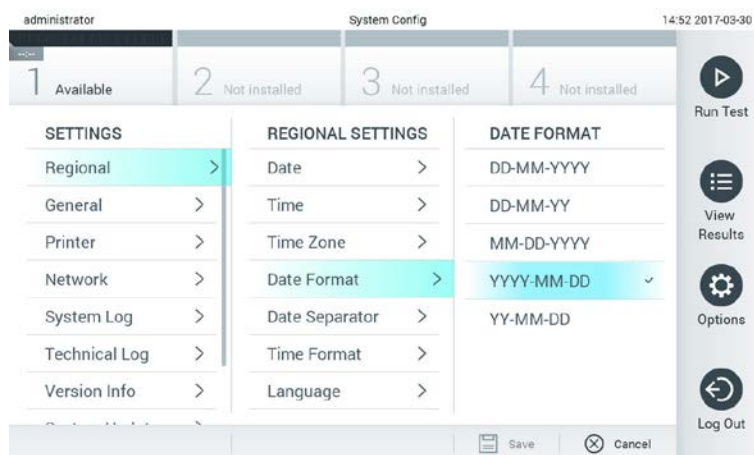 administrator System Config 14:52 2017-03-30
--:--
1 Available 2 Not installed 3 Not installed 4 Not installed
Run Test
SETTINGS REGIONAL SETTINGS DATE FORMAT
Regional > Date > DD-MM-YYYY
General > Time > DD-MM-YY
View Results
Printer > Time Zone > MM-DD-YYYY
Network > Date Format > YYYY-MM-DD
System Log > Date Separator > YY-MM-DD
Options
Technical Log > Time Format >
Version Info > Language >
Log Out
Save Cancel